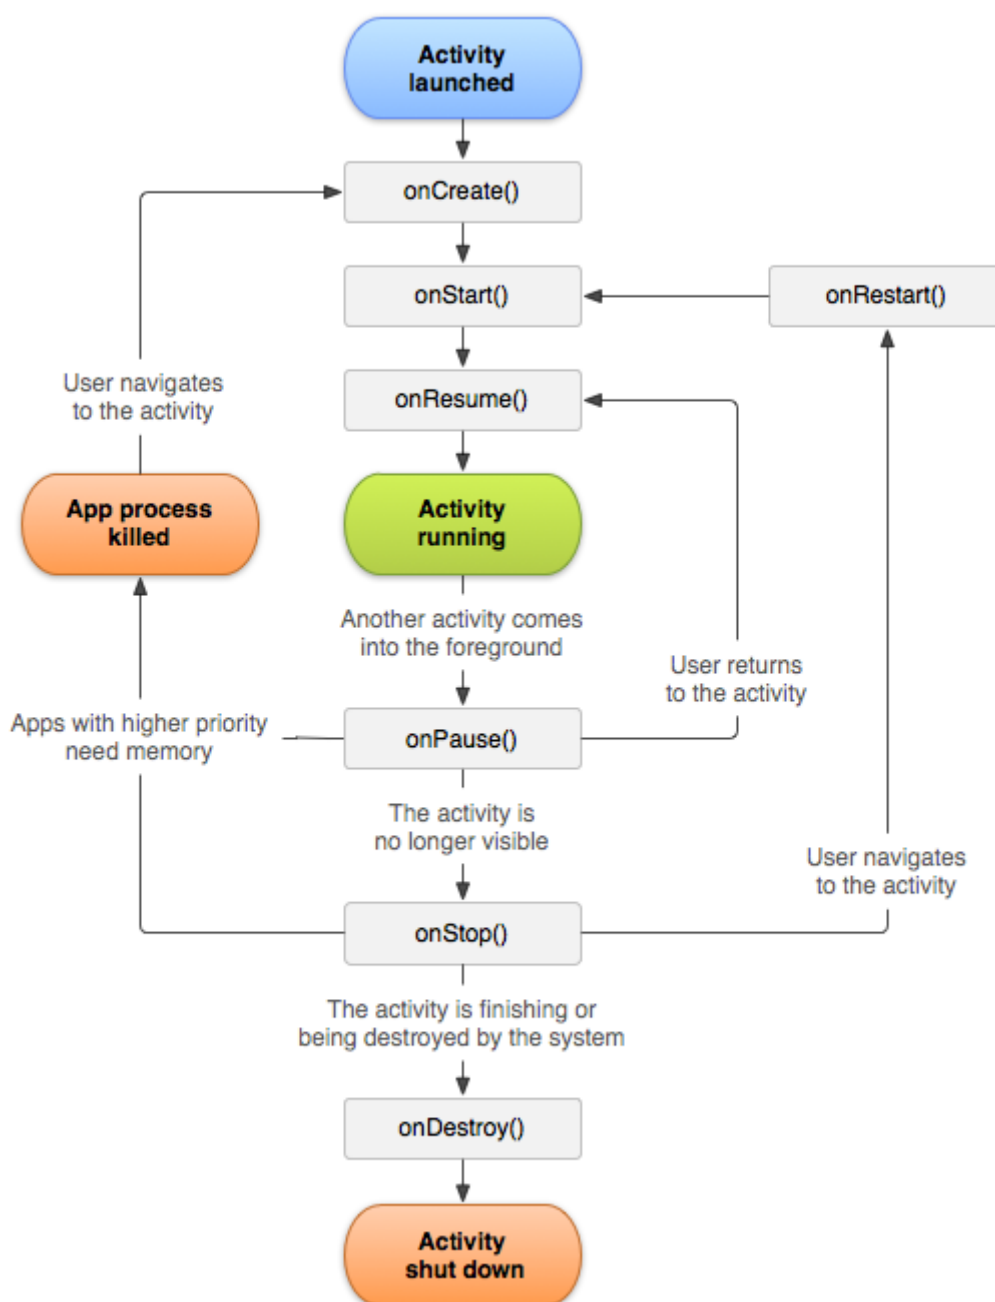 Activity
launched
onCreate()
onStart()
onRestart()
User navigates
to the activity
onResume()
App process
killed
Activity
running
Another activity comes
into the foreground
User returns
to the activity
Apps with higher priority
need memory
onPause()
The activity is
no longer visible
User navigates
to the activity
onStop()
The activity is finishing or
being destroyed by the system
onDestroy()
Activity
shut down